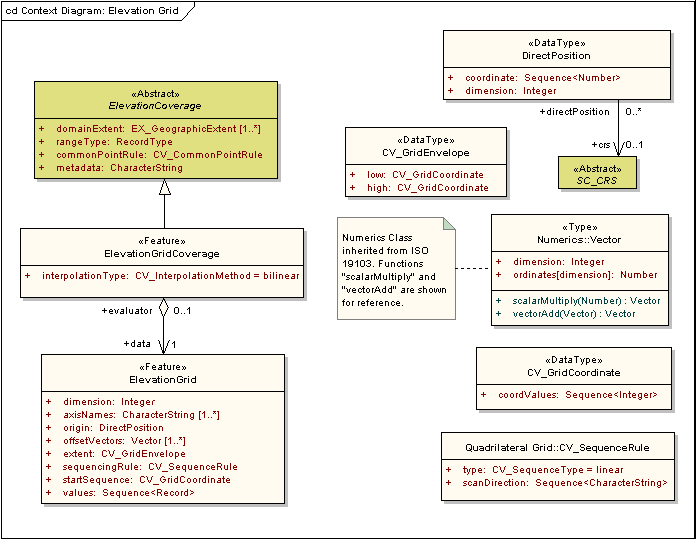 cd Context Diagram: Elevation Grid
«DataType»
DirectPosition
+ coordinate: Sequence<Number>
+ dimension: Integer
+directPosition 0..*
+crs 0..1
«Abstract»
SC_CRS
«Abstract»
ElevationCoverage
+ domainExtent: EX_GeographicExtent [1..*]
+ rangeType: RecordType
+ commonPointRule: CV_CommonPointRule
+ metadata: CharacterString
«DataType»
CV_GridEnvelope
+ low: CV_GridCoordinate
+ high: CV_GridCoordinate
«Feature»
ElevationGridCoverage
+ interpolationType: CV_InterpolationMethod = bilinear
+evaluator 0..1
+data 1
Numerics Class
inherited from ISO
19103. Functions
"scalarMultiply" and
"vectorAdd" are shown
for reference.
«Type»
Numerics::Vector
+ dimension: Integer
+ ordinates[dimension]: Number
+ scalarMultiply(Number) : Vector
+ vectorAdd(Vector) : Vector
«Feature»
ElevationGrid
+ dimension: Integer
+ axisNames: CharacterString [1..*]
+ origin: DirectPosition
+ offsetVectors: Vector [1..*]
+ extent: CV_GridEnvelope
+ sequencingRule: CV_SequenceRule
+ startSequence: CV_GridCoordinate
+ values: Sequence<Record>
«DataType»
CV_GridCoordinate
+ coordValues: Sequence<Integer>
Quadrilateral Grid::CV_SequenceRule
+ type: CV_SequenceType = linear
+ scanDirection: Sequence<CharacterString>